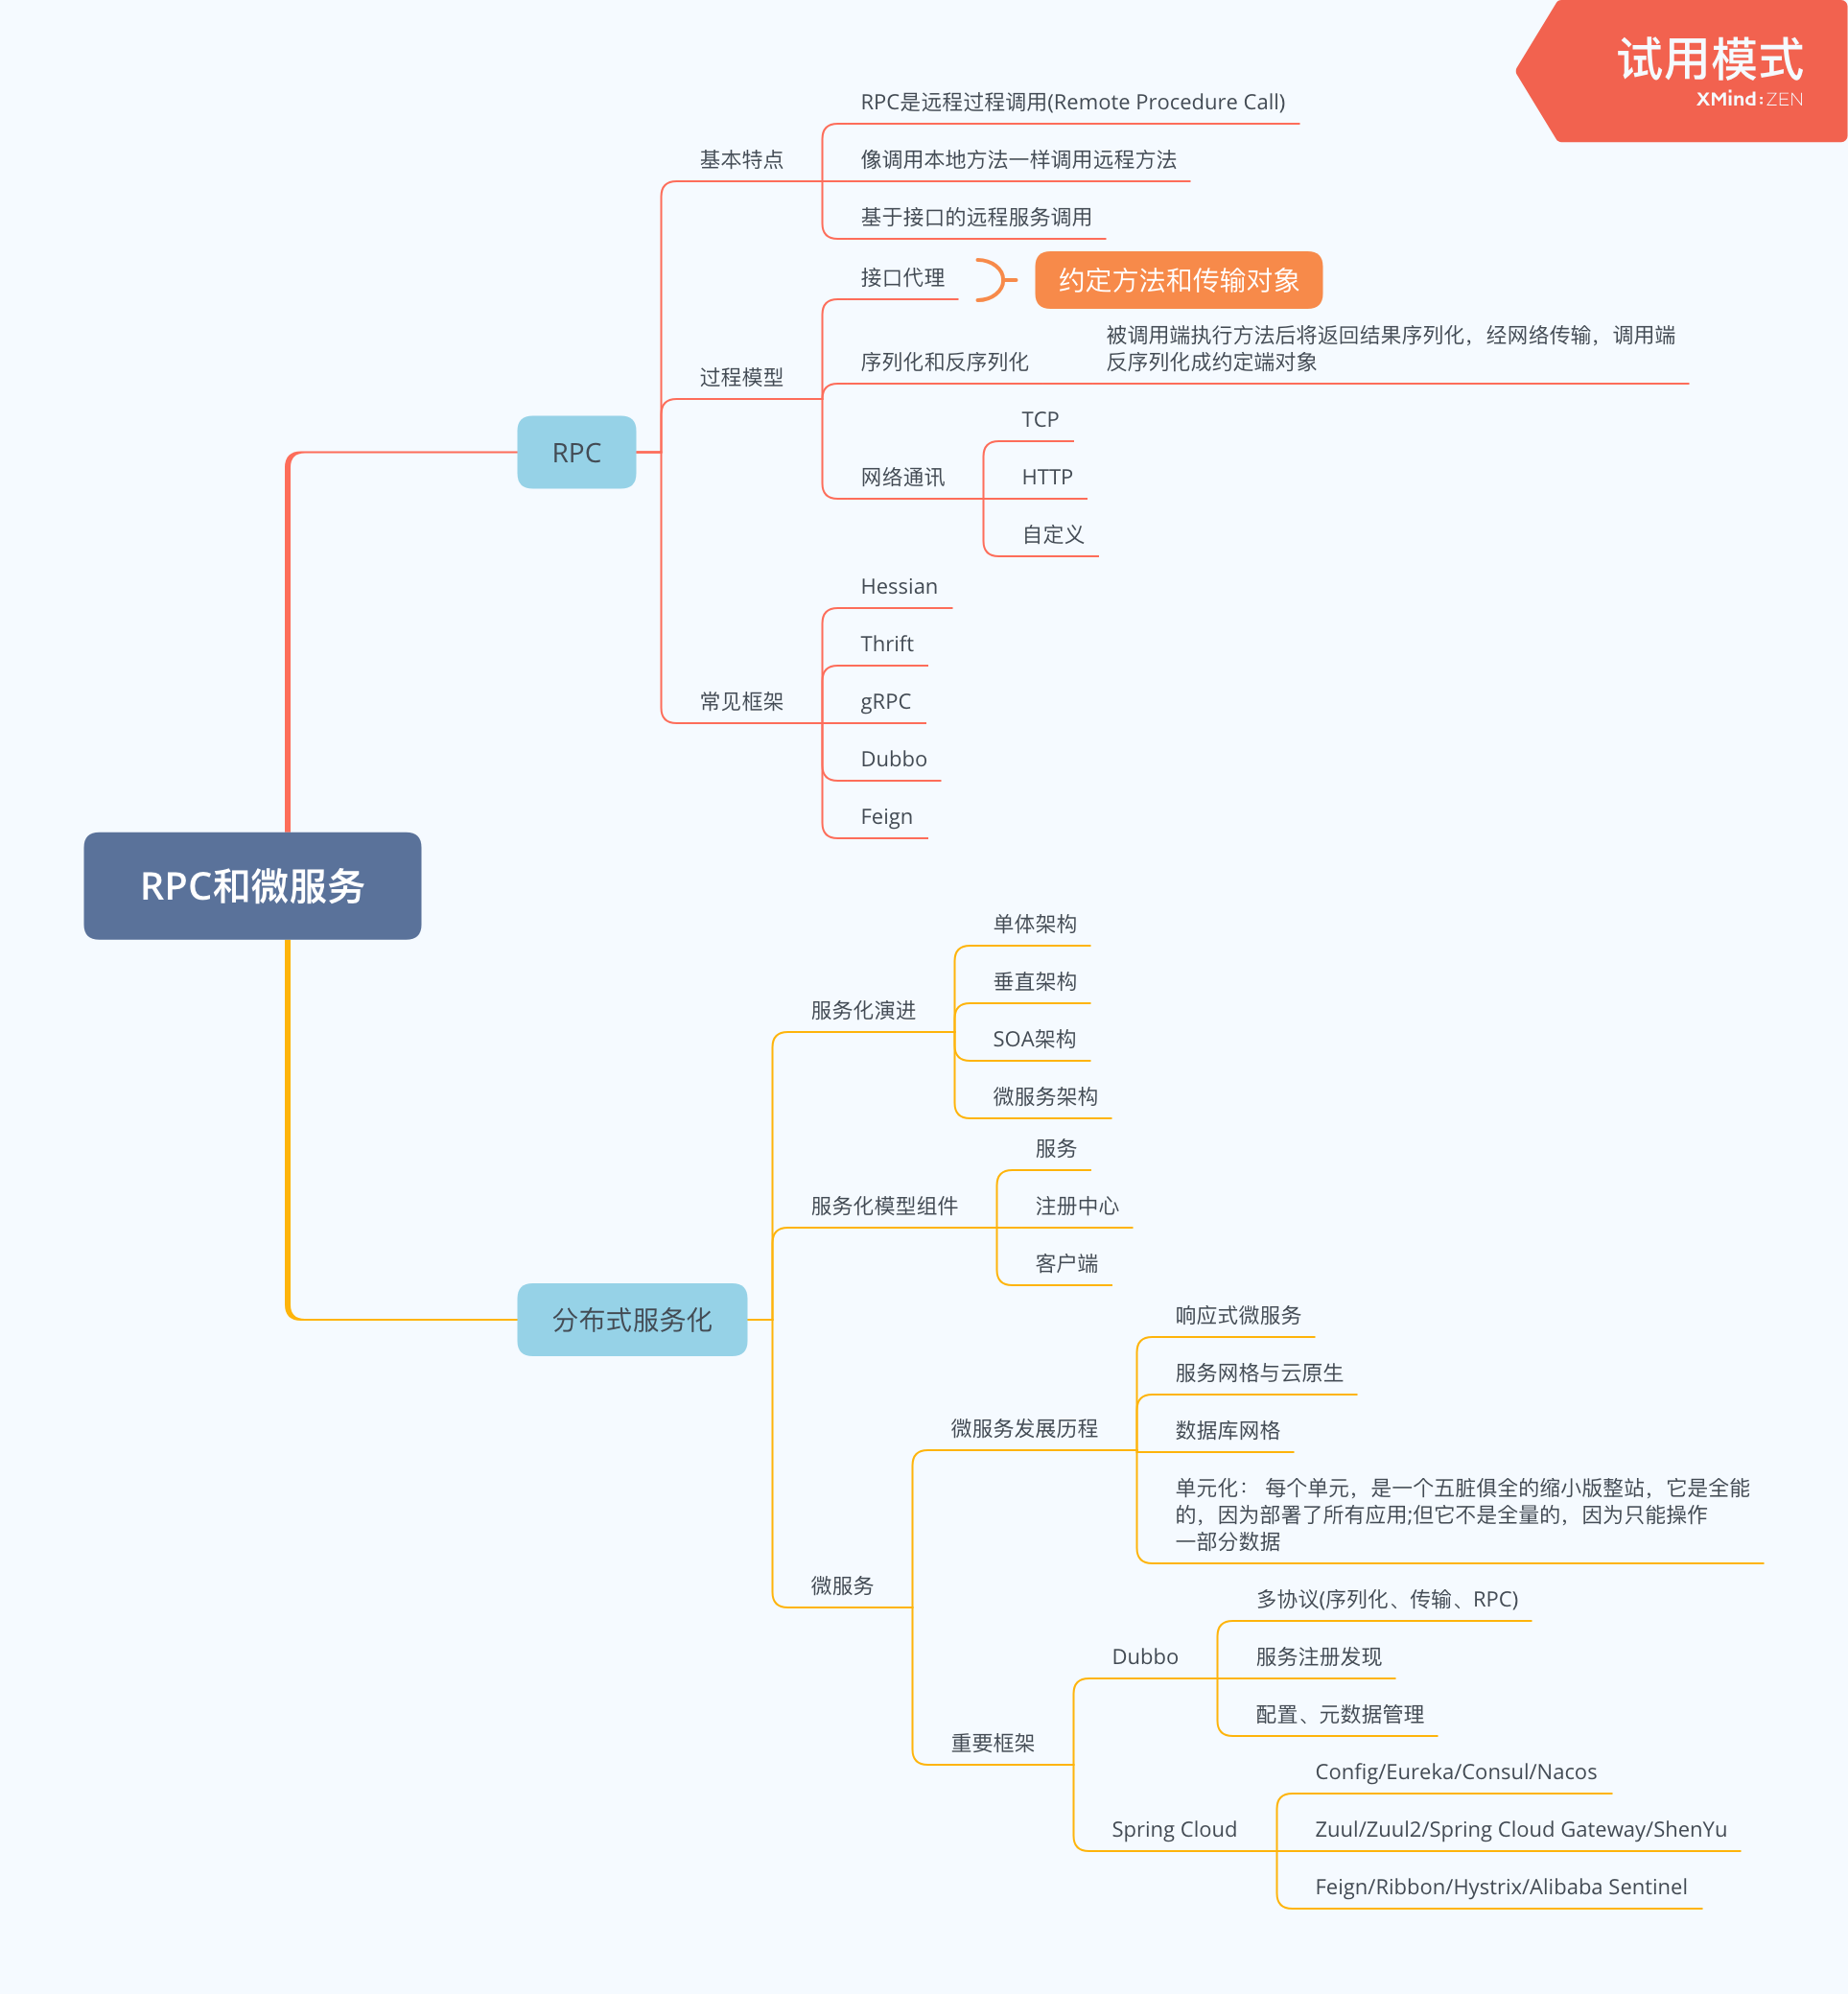 试用模式
XMind:ZEN
RPC是远程过程调用(Remote Procedure Call)
基本特点
像调用本地方法一样调用远程方法
基于接口的远程服务调用
接口代理
约定方法和传输对象
过程模型
序列化和反序列化
被调用端执行方法后将返回结果序列化，经网络传输，调用端
反序列化成约定端对象
RPC
TCP
网络通讯
HTTP
自定义
Hessian
Thrift
常见框架
gRPC
Dubbo
Feign
RPC和微服务
单体架构
垂直架构
服务化演进
SOA架构
微服务架构
服务
服务化模型组件
注册中心
客户端
分布式服务化
响应式微服务
服务网格与云原生
微服务发展历程
数据库网格
单元化： 每个单元，是一个五脏俱全的缩小版整站，它是全能
的，因为部署了所有应用;但它不是全量的，因为只能操作
一部分数据
微服务
多协议(序列化、传输、RPC)
Dubbo
服务注册发现
配置、元数据管理
重要框架
Config/Eureka/Consul/Nacos
Spring Cloud
Zuul/Zuul2/Spring Cloud Gateway/ShenYu
Feign/Ribbon/Hystrix/Alibaba Sentinel